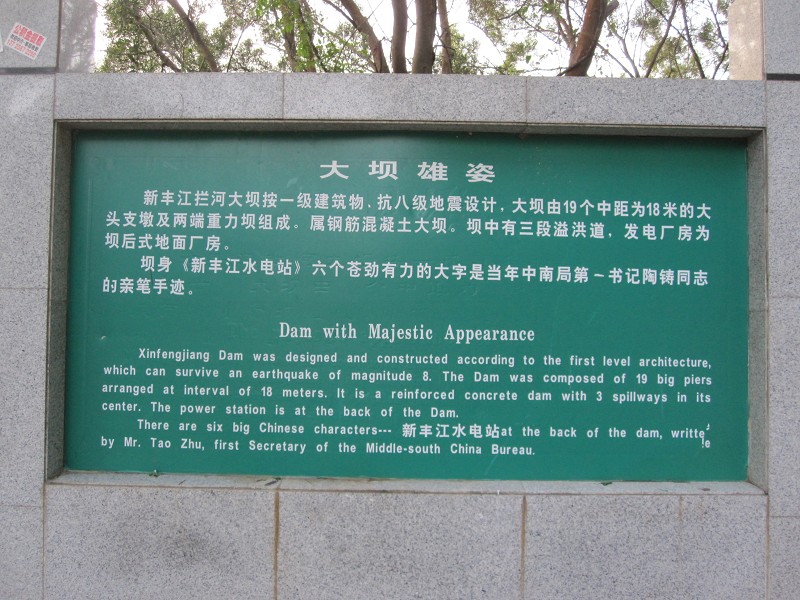 大坝雄姿
新丰江拦河大坝按一级建筑物、抗八级地震设计，大坝由19个中距为18米的大
头支墩及两端重力坝组成。属钢筋混凝土大坝。坝中有三段溢洪道，发电厂房为
坝后式地面厂房。
坝身《新丰江水电站》六个苍劲有力的大字是当年中南局第一书记陶铸同志
的亲笔手迹。
Dam with Majestic Appearance
Xinfengjiang Dam was designed and constructed according to the first level architecture,
which can survive an earthquake of magnitude 8. The Dam was composed of 19 big piers
arranged at interval of 18 meters. It is a reinforced concrete dam with 3 spillways in its
center. The power station is at the back of the Dam.
There are six big Chinese characters--- 新丰江水电站at the back of the dam, writte
by Mr. Tao Zhu, first Secretary of the Middle-south China Bureau.